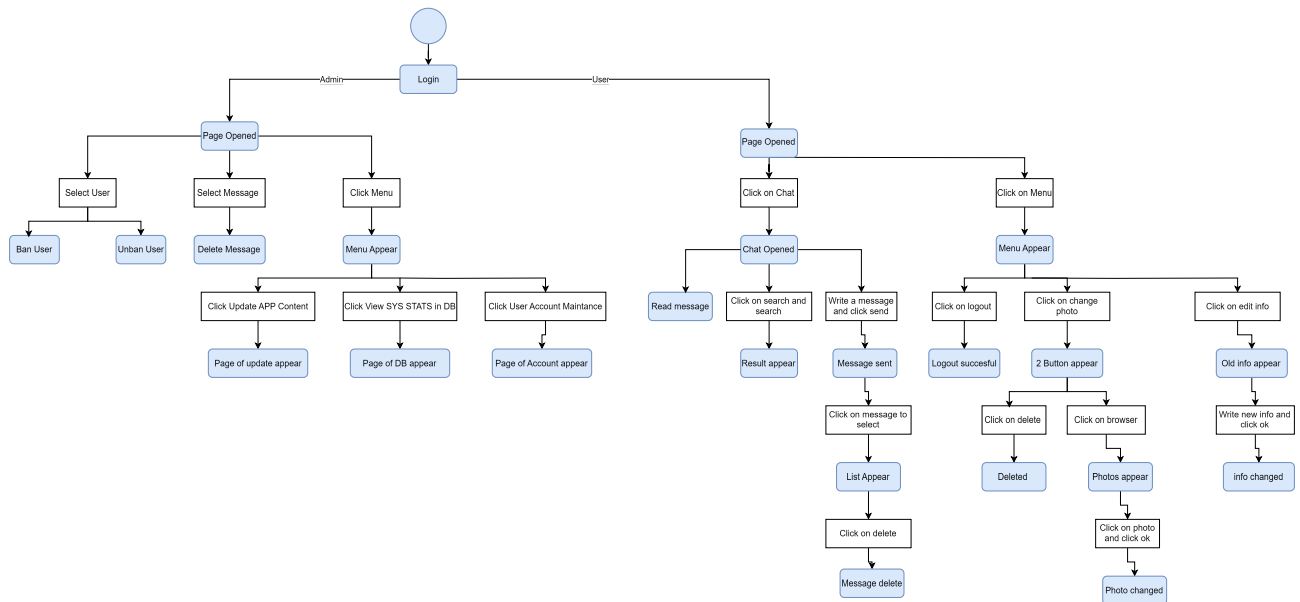 Login
Admin
User
Page Opened
Page Opened
Select User
Select Message
Click Menu
Click on Chat
Click on Menu
Ban User
Unban User
Delete Message
Menu Appear
Chat Opened
Menu Appear
Click Update APP Content
Click View SYS STATS in DB
Click User Account Maintance
Read message
Click on search and
search
Write a message
and click send
Click on logout
Click on change
photo
Click on edit info
Page of update appear
Page of DB appear
Page of Account appear
Result appear
Message sent
Logout succesful
2 Button appear
Old info appear
Click on message to
select
Click on delete
Click on browser
Write new info and
click ok
List Appear
Deleted
Photos appear
info changed
Click on delete
Click on photo
and click ok
Message delete
Photo changed